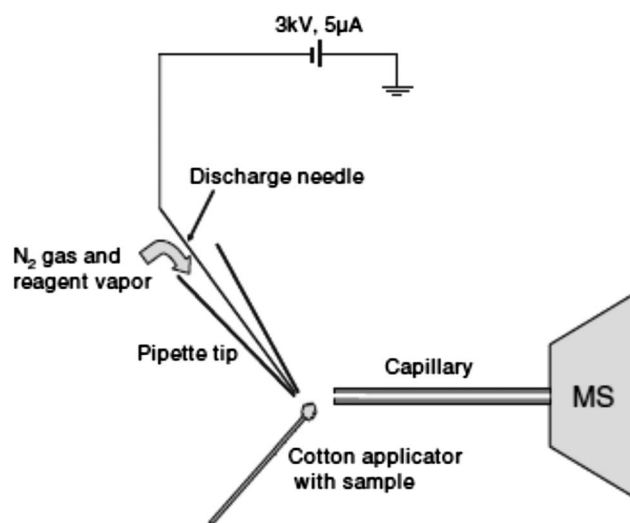 3kV, 5µA
Discharge needle
N₂ gas and
reagent vapor
Pipette tip
Capillary
MS
Cotton applicator
with sample